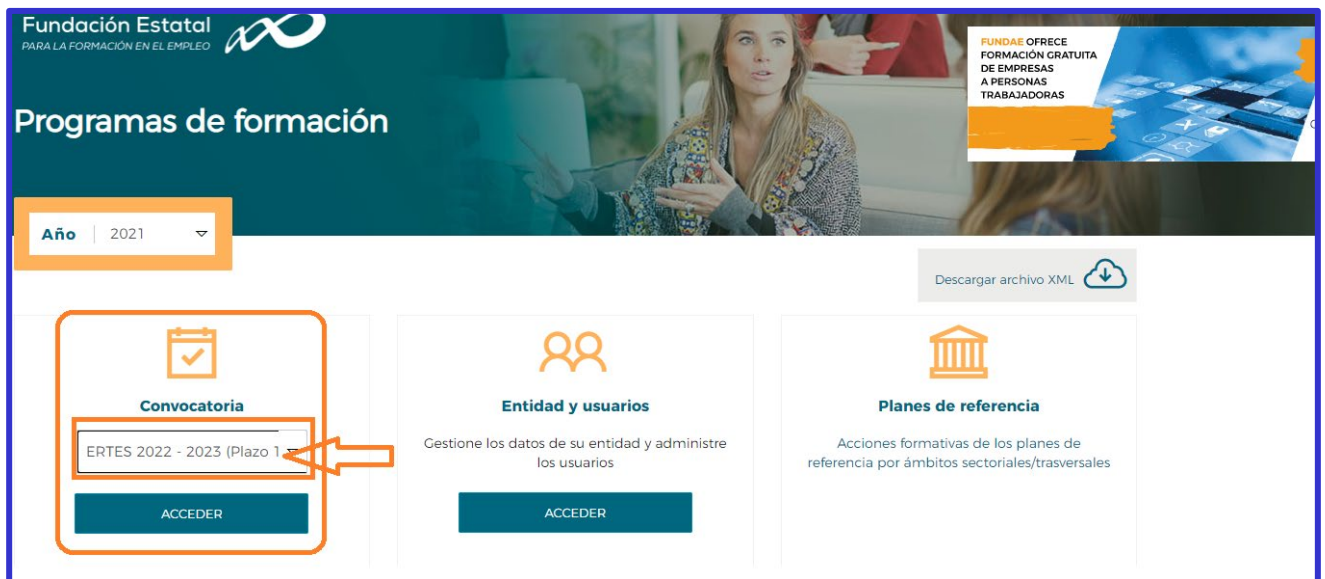 Fundación Estatal
PARA LA FORMACIÓN EN EL EMPLEO
FUNDAE OFRECE
FORMACIÓN GRATUITA
DE EMPRESAS
A PERSONAS
TRABAJADORAS
Programas de formación
Año 2021
Descargar archivo XML
Convocatoria
ERTES 2022 - 2023 (Plazo 1
ACCEDER
Entidad y usuarios
Gestione los datos de su entidad y administre
los usuarios
ACCEDER
Planes de referencia
Acciones formativas de los planes de
referencia por ámbitos sectoriales/trasversales